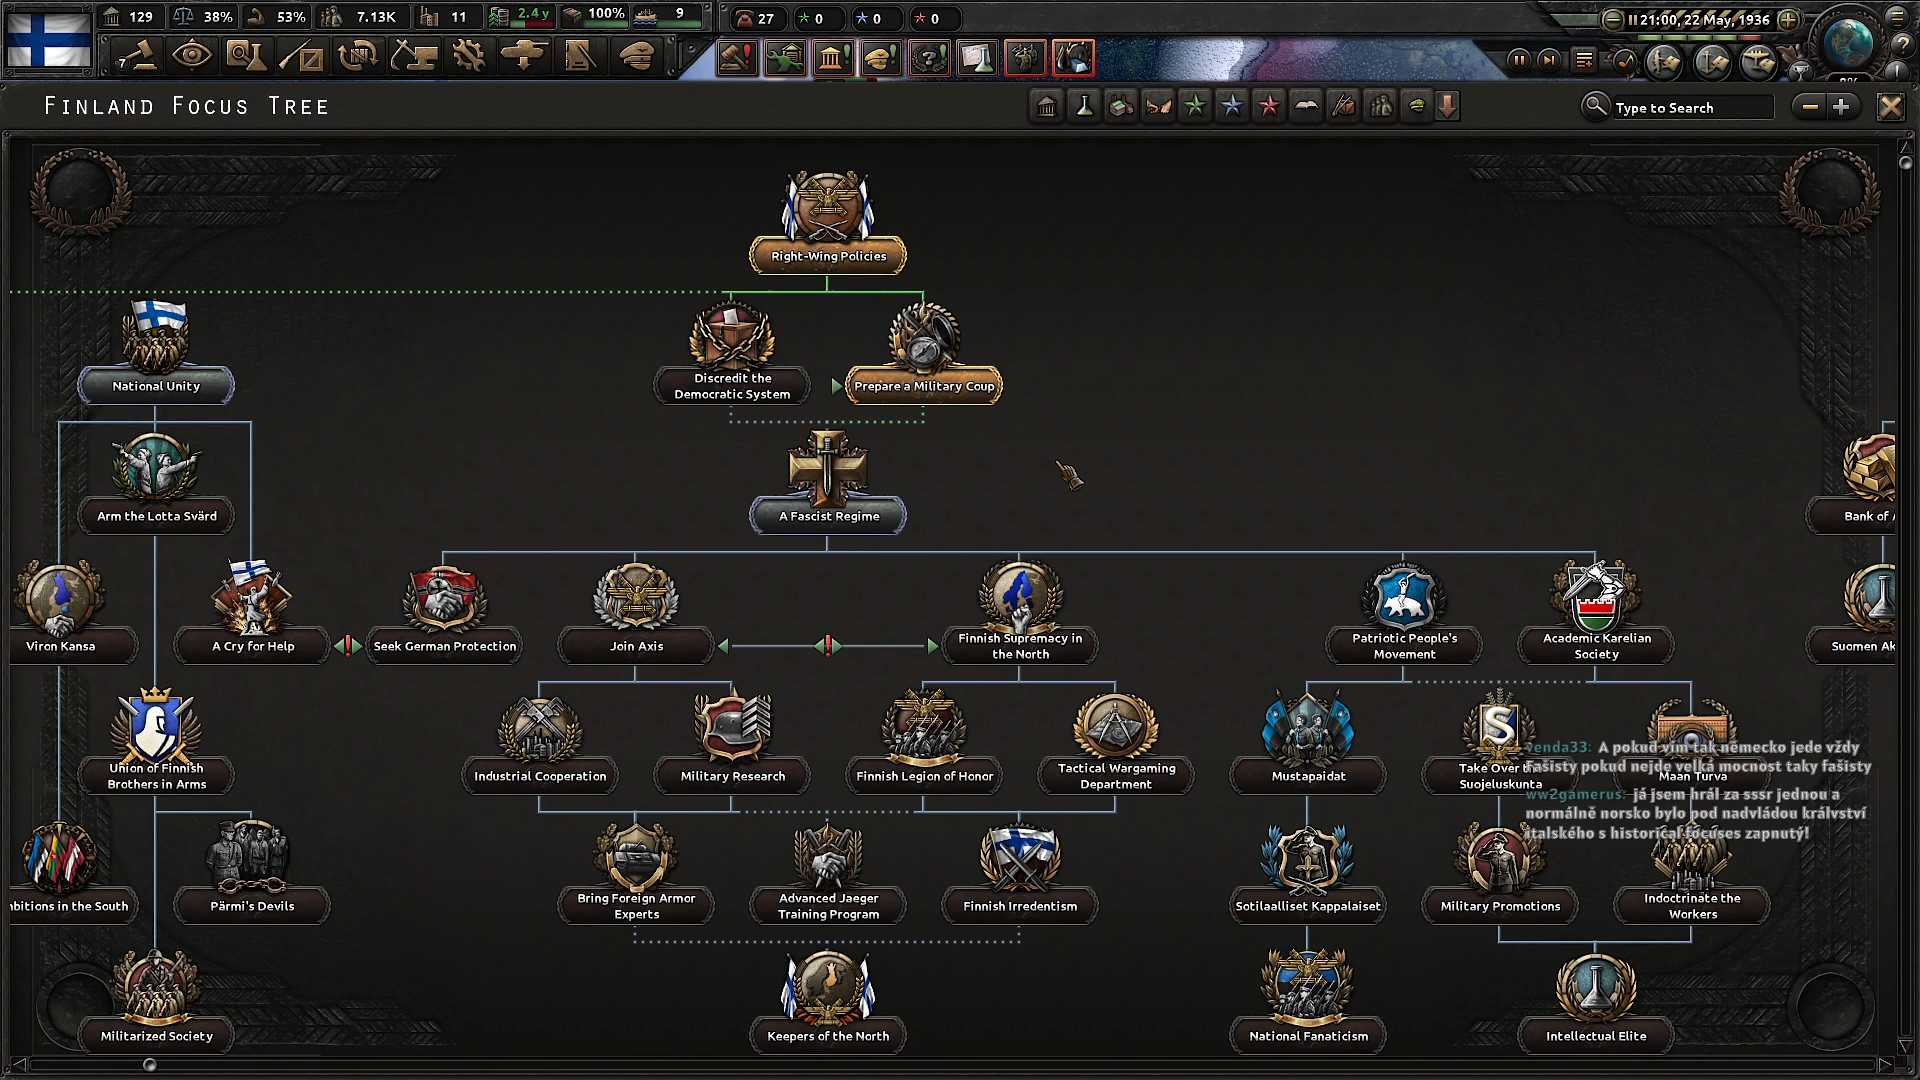 129 38% 53% 7.13K 11 2.4 y 100% 9 27 0 0 0 21:00, 22 May, 1936
7
FINLAND FOCUS TREE
Type to Search
Right-Wing Policies
National Unity
Discredit the
Democratic System
Prepare a Military Coup
Arm the Lotta Svärd
A Fascist Regime
Bank of A
Viron Kansa
A Cry for Help
Seek German Protection
Join Axis
Finnish Supremacy in
the North
Patriotic People's
Movement
Academic Karelian
Society
Suomen Ak
Union of Finnish
Brothers in Arms
Industrial Cooperation
Military Research
Finnish Legion of Honor
Tactical Wargaming
Department
Mustapaidat
Take Over th
Suojeluskunta
Maan Turva
venda33: A pokud vím tak německo jede vždy
Fašisty pokud nejde velká mocnost taky fašisty
ww2gamerus: já jsem hrál za sssr jednou a
normálně norsko bylo pod nadvládou králvství
italského s historical focuses zapnutý!
nbitions in the South
Pärmi's Devils
Bring Foreign Armor
Experts
Advanced Jaeger
Training Program
Finnish Irredentism
Sotilaalliset Kappalaiset
Military Promotions
Indoctrinate the
Workers
Militarized Society
Keepers of the North
National Fanaticism
Intellectual Elite